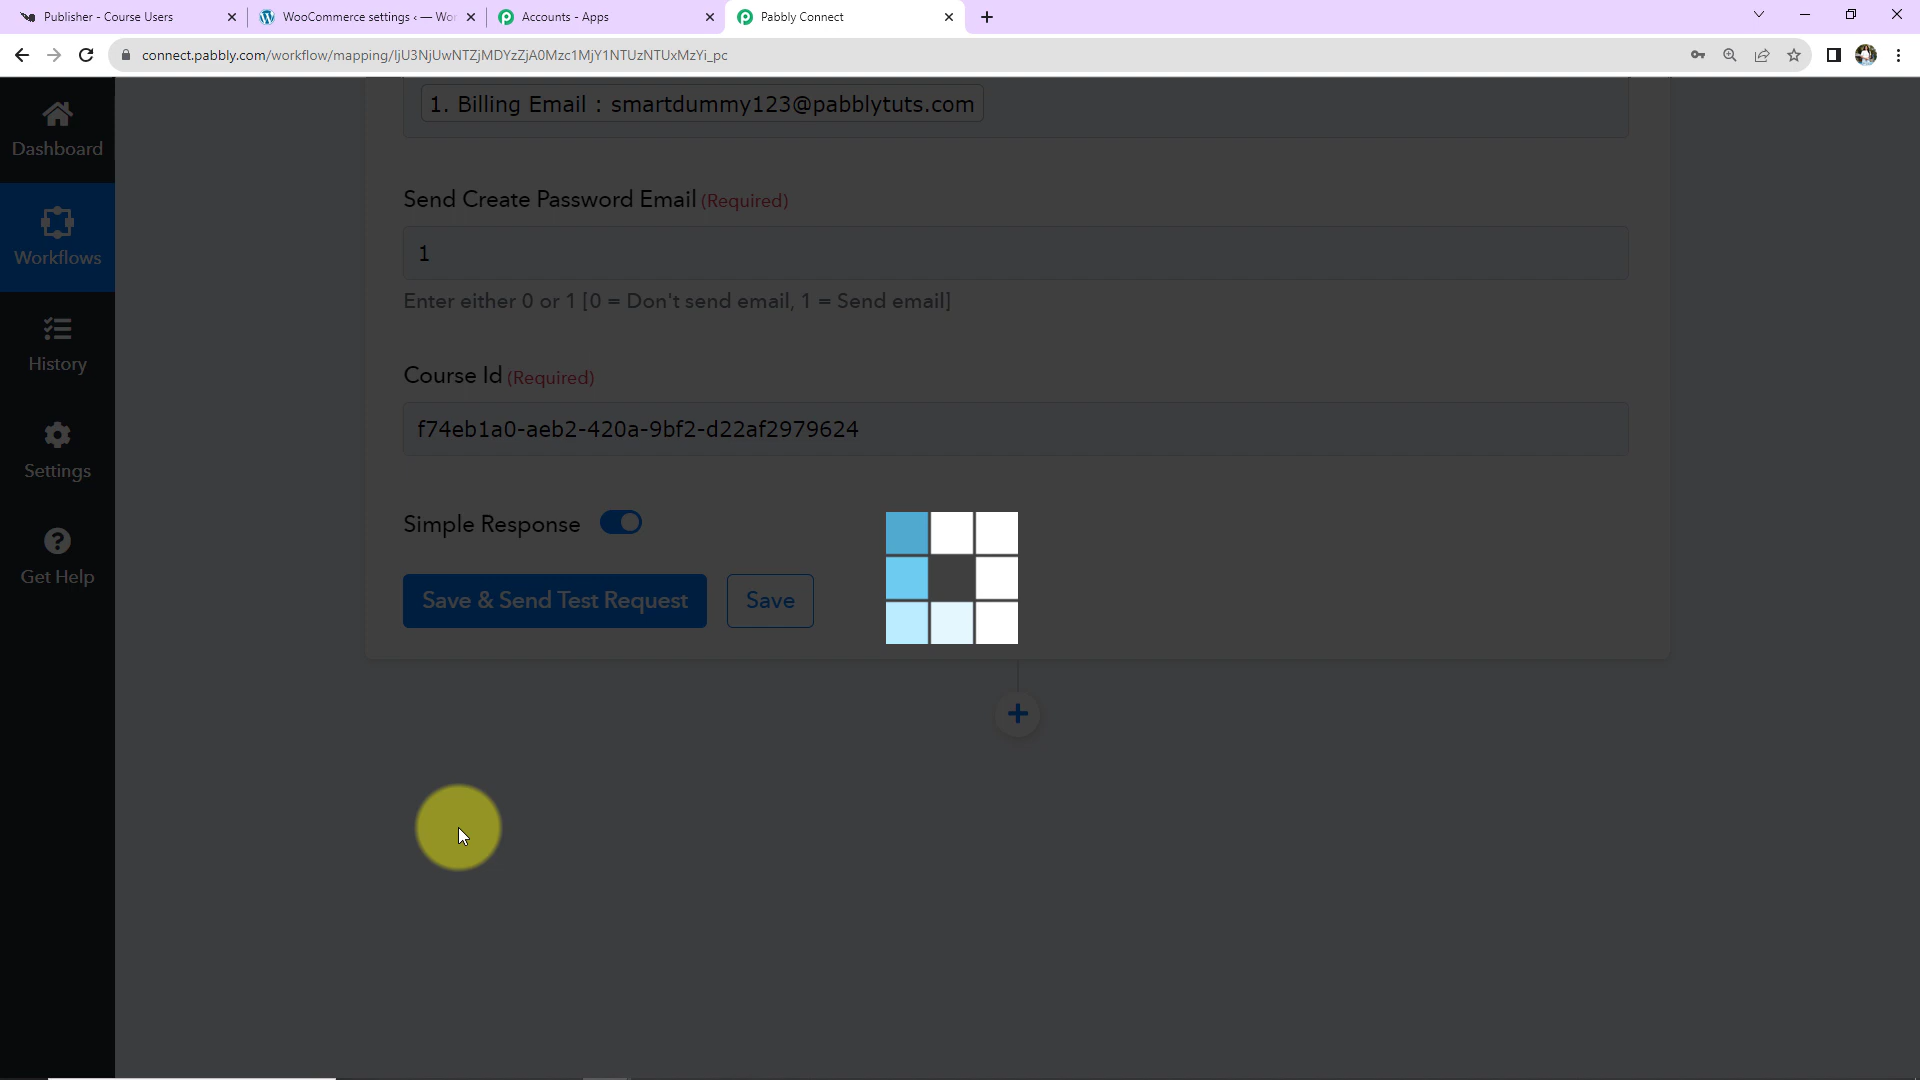 Publisher - Course Users
WooCommerce settings ‹ — Wor
Accounts - Apps
Pabbly Connect
connect.pabbly.com/workflow/mapping/IjU3NjUwNTZjMDYzZjA0Mzc1MjY1NTUzNTUxMzYi_pc
Dashboard
Workflows
History
Settings
Get Help
1. Billing Email : smartdummy123@pabblytuts.com
Send Create Password Email (Required)
1
Enter either 0 or 1 [0 = Don't send email, 1 = Send email]
Course Id (Required)
f74eb1a0-aeb2-420a-9bf2-d22af2979624
Simple Response
Save & Send Test Request
Save